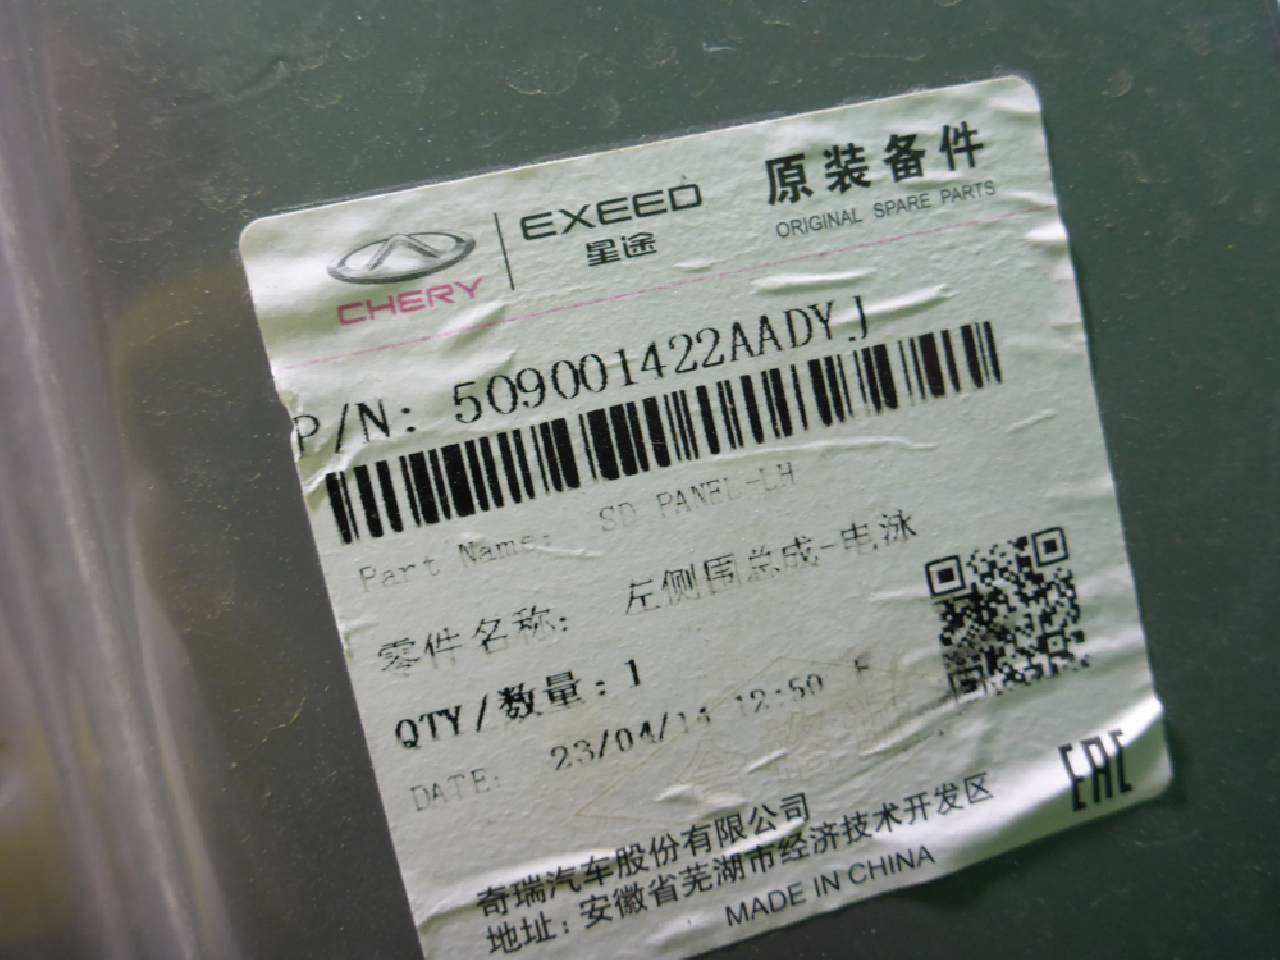 CHERY
EXEED
星途
原装备件
ORIGINAL SPARE PARTS
P/N: 509001422AADYJ
Part Name: SD PANEL-LH
零件名称: 左侧围总成-电泳
QTY/数量: 1
DATE: 23/04/14 12:50 F
EAC
奇瑞汽车股份有限公司
地址: 安徽省芜湖市经济技术开发区
MADE IN CHINA